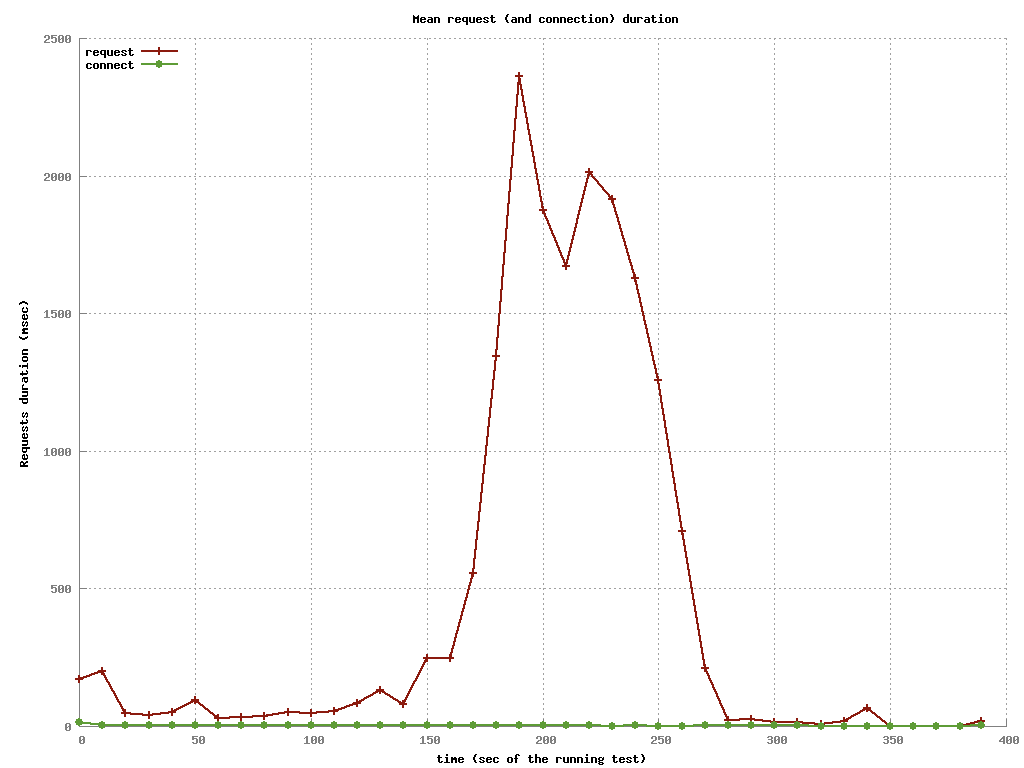 Mean request (and connection) duration
2500
request
connect
2000
1500
Requests duration (msec)
1000
500
0
0 50 100 150 200 250 300 350 400
time (sec of the running test)